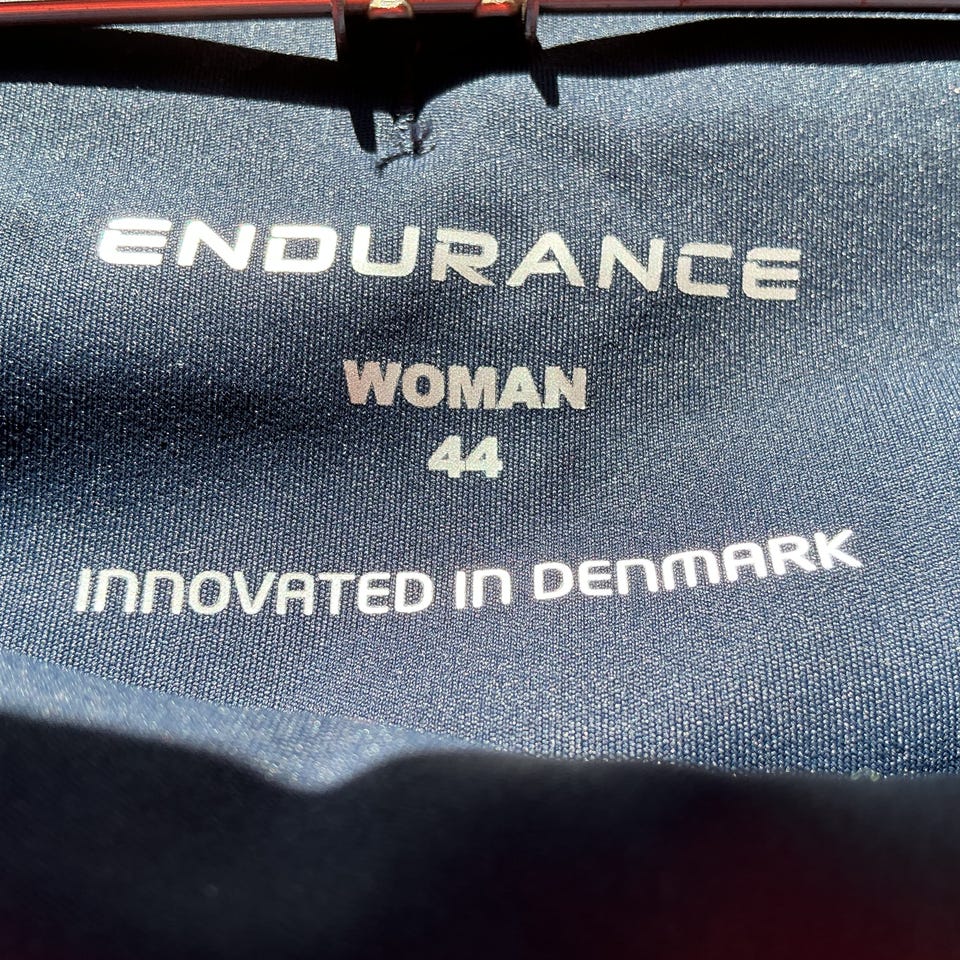 ENDURANCE
WOMAN
44
INNOVATED IN DENMARK